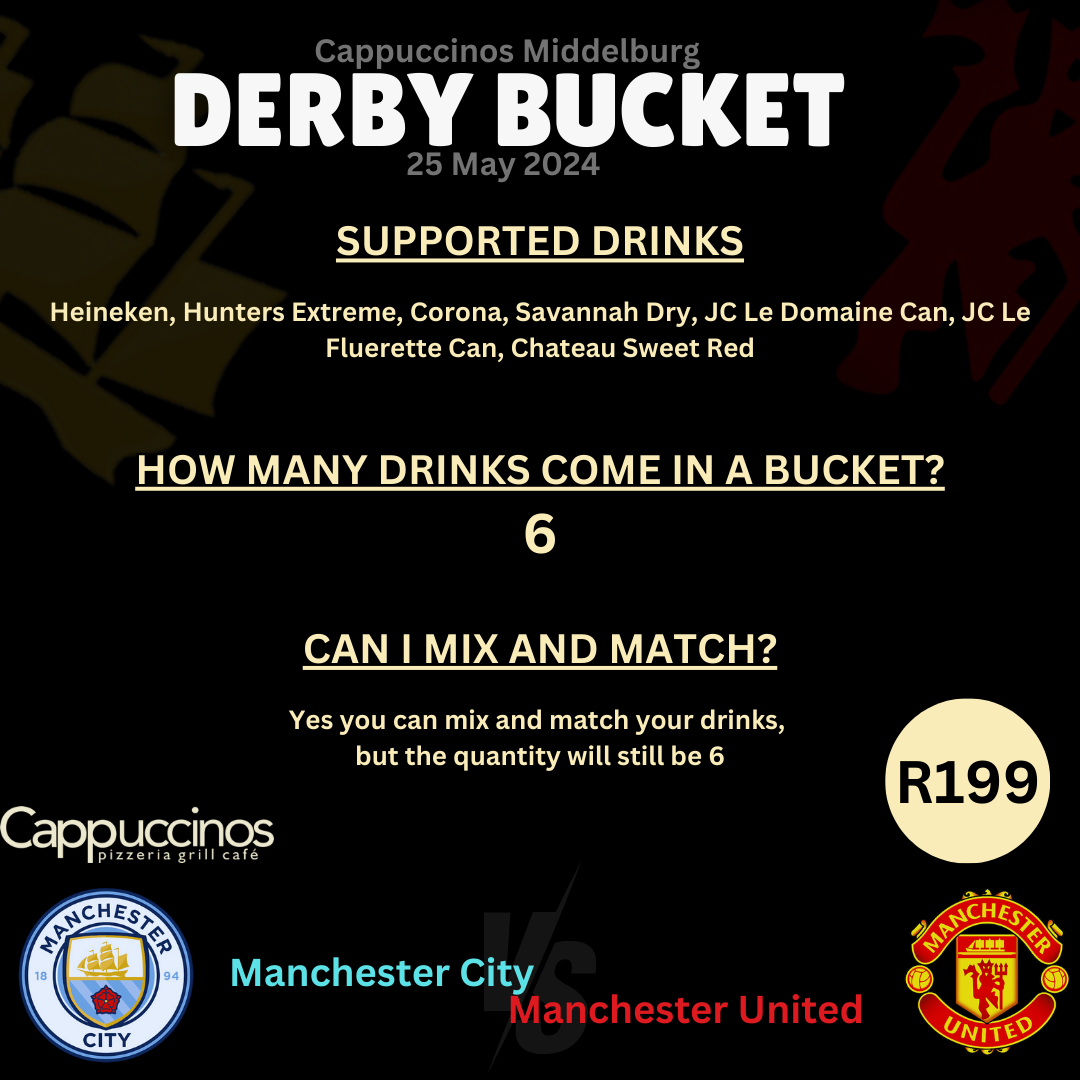 Cappuccinos Middelburg
DERBY BUCKET
25 May 2024
SUPPORTED DRINKS
Heineken, Hunters Extreme, Corona, Savannah Dry, JC Le Domaine Can, JC Le
Fluerette Can, Chateau Sweet Red
HOW MANY DRINKS COME IN A BUCKET?
6
CAN I MIX AND MATCH?
Yes you can mix and match your drinks,
but the quantity will still be 6
R199
Cappuccinos
pizzeria grill café
MANCHESTER
18 94
CITY
Manchester City
VS
Manchester United
MANCHESTER
UNITED